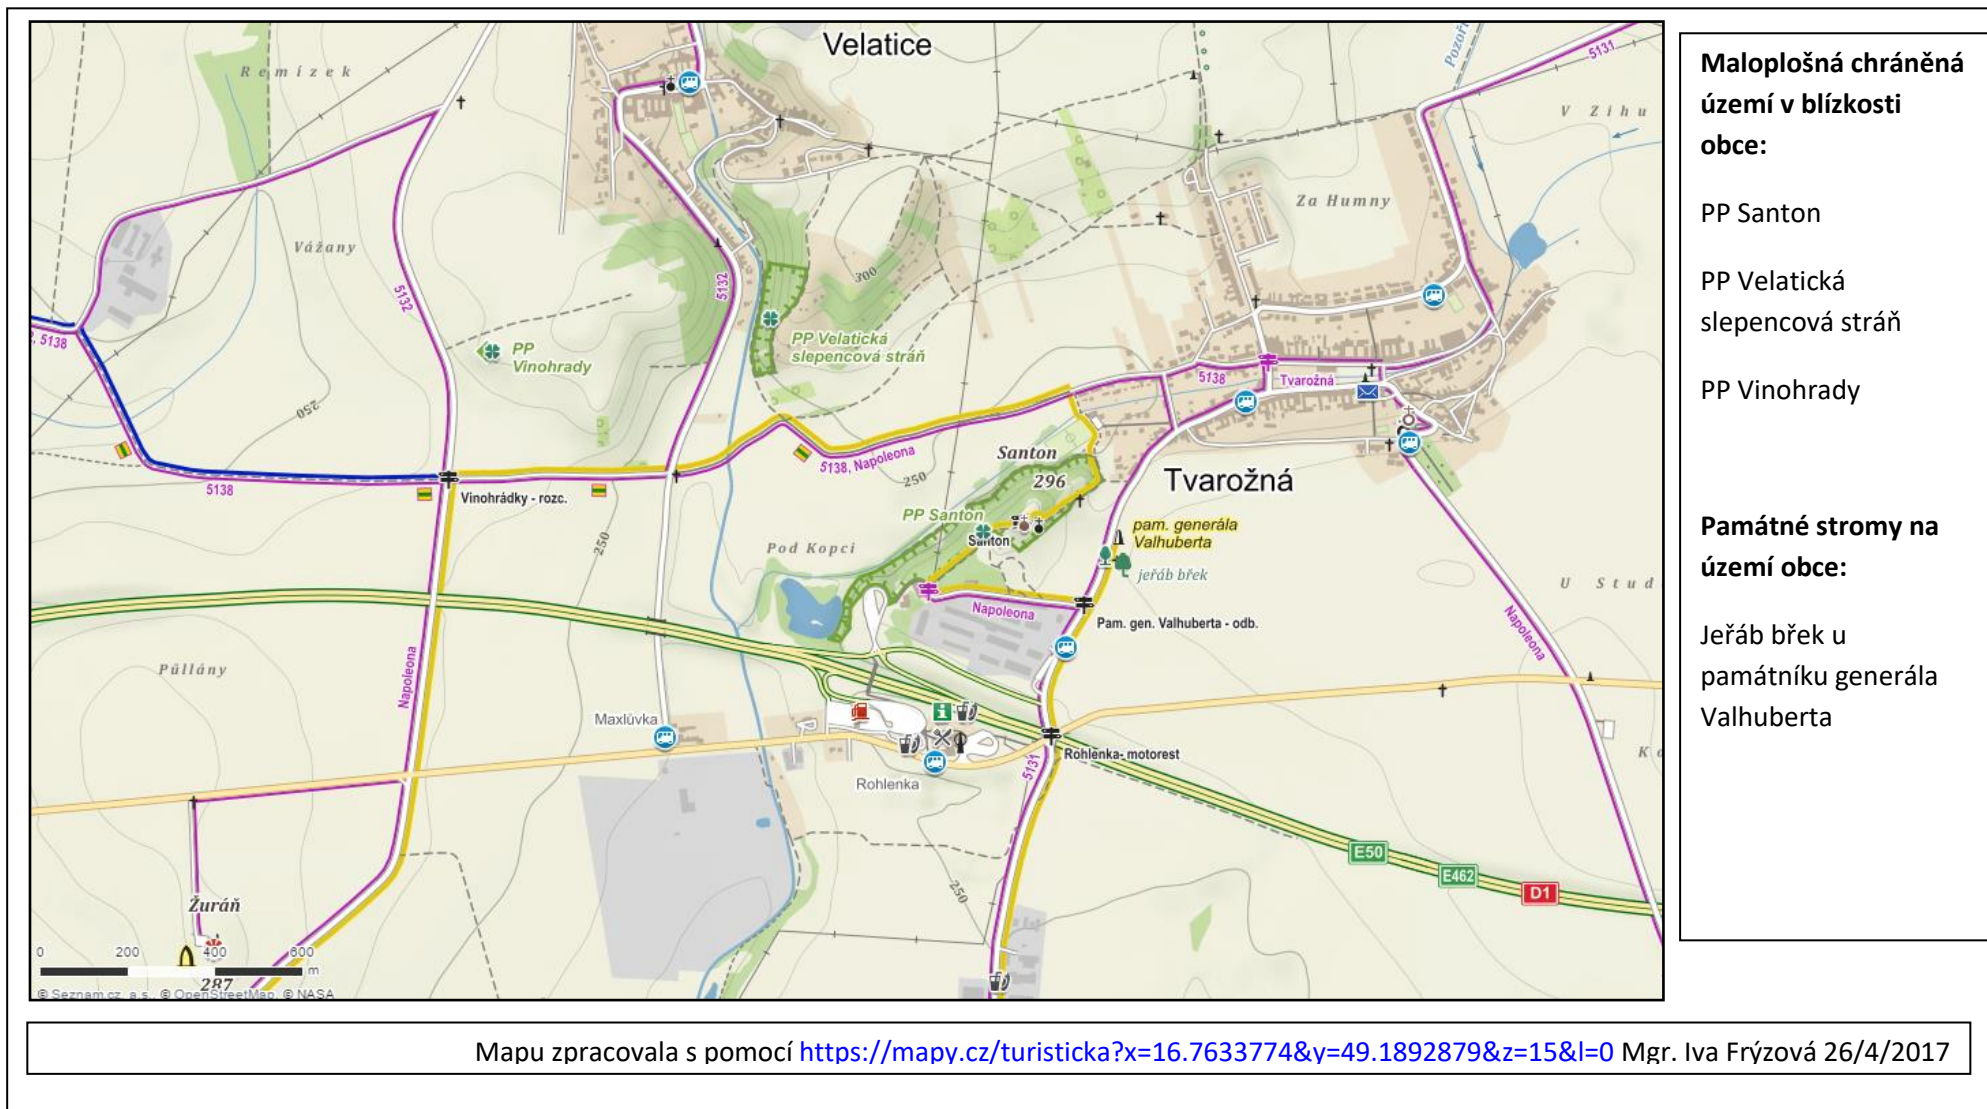 Velatice
Remízek
Pozoř
5131
V Zihu
Za Humny
Vážany
5132
5132
300
5138
PP
Vinohrady
PP Velatická
slepencová stráň
250
5138
Tvarožná
5138
Vinohrádky - rozc.
5138, Napoleona
250
Santon
296
Tvarožná
PP Santon
Santon
pam. generála
Valhuberta
jeřáb břek
Pod Kopci
250
U Stud
Napoleona
Pam. gen. Valhuberta - odb.
Napoleona
Půllány
Napoleona
Maxlůvka
Rohlenka
Rohlenka- motorest
5131
250
E50
E462
D1
Žuráň
287
0 200 400 600
m
© Seznam.cz, a.s., © OpenStreetMap, © NASA
Maloplošná chráněná
území v blízkosti
obce:
PP Santon
PP Velatická
slepencová stráň
PP Vinohrady
Památné stromy na
území obce:
Jeřáb břek u
památníku generála
Valhuberta
Mapu zpracovala s pomocí https://mapy.cz/turisticka?x=16.7633774&y=49.1892879&z=15&l=0 Mgr. Iva Frýzová 26/4/2017